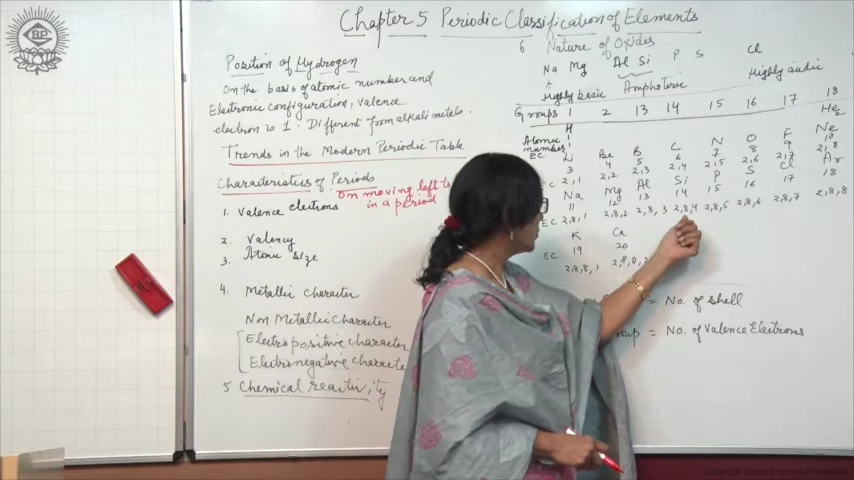 Chapter 5 Periodic Classification of Elements
BPL
Position of Hydrogen
On the basis of atomic number and
Electronic configuration, valence
electron is 1. Different from alkali metals.
Trends in the Modern Periodic Table
Characteristics of Periods
On moving left to
in a period
1. Valence electrons
2. Valency
3. Atomic size
4. Metallic Character
Non Metallic Character
Electropositive Character
Electronegative Character
5 Chemical reactivity
6 Nature of Oxides
Na Mg Al Si P S Cl
Highly basic Amphoteric Highly acidic
Groups 1 2 13 14 15 16 17 18
H He2
Atomic numbers 1
Li Be B C N O F Ne
3 4 5 6 7 8 9 10
EC 2,1 2,2 2,3 2,4 2,5 2,6 2,7 2,8
Na Mg Al Si P S Cl Ar
11 12 13 14 15 16 17 18
EC 2,8,1 2,8,2 2,8,3 2,8,4 2,8,5 2,8,6 2,8,7 2,8,8
K Ca
19 20
EC 2,8,8,1 2,8,8,2
= No. of shell
= No. of Valence Electrons